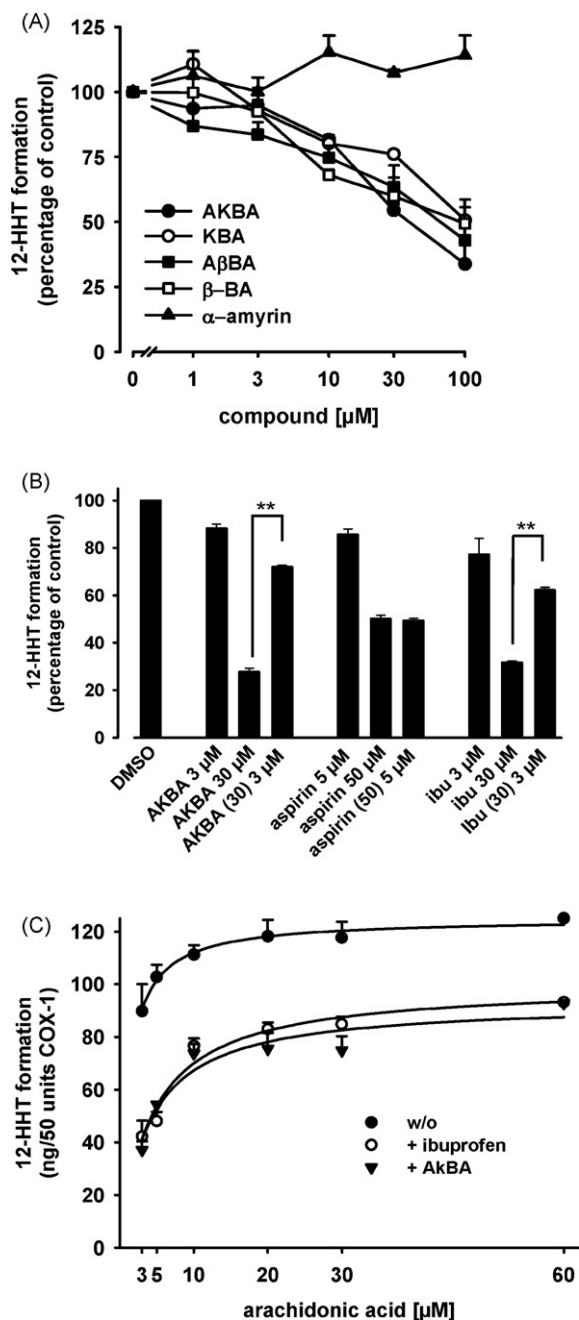 (A)
12-HHT formation
(percentage of control)
125
100
75
50
25
0
AKBA
KBA
AβBA
β–BA
α–amyrin
0 1 3 10 30 100
compound [µM]
(B)
12-HHT formation
(percentage of control)
100
80
60
40
20
0
**
**
DMSO
AKBA 3 µM
AKBA 30 µM
AKBA (30) 3 µM
aspirin 5 µM
aspirin 50 µM
aspirin (50) 5 µM
ibu 3 µM
ibu 30 µM
Ibu (30) 3 µM
(C)
12-HHT formation
(ng/50 units COX-1)
120
100
80
60
40
20
0
w/o
+ ibuprofen
+ AkBA
3 5 10 20 30 60
arachidonic acid [µM]